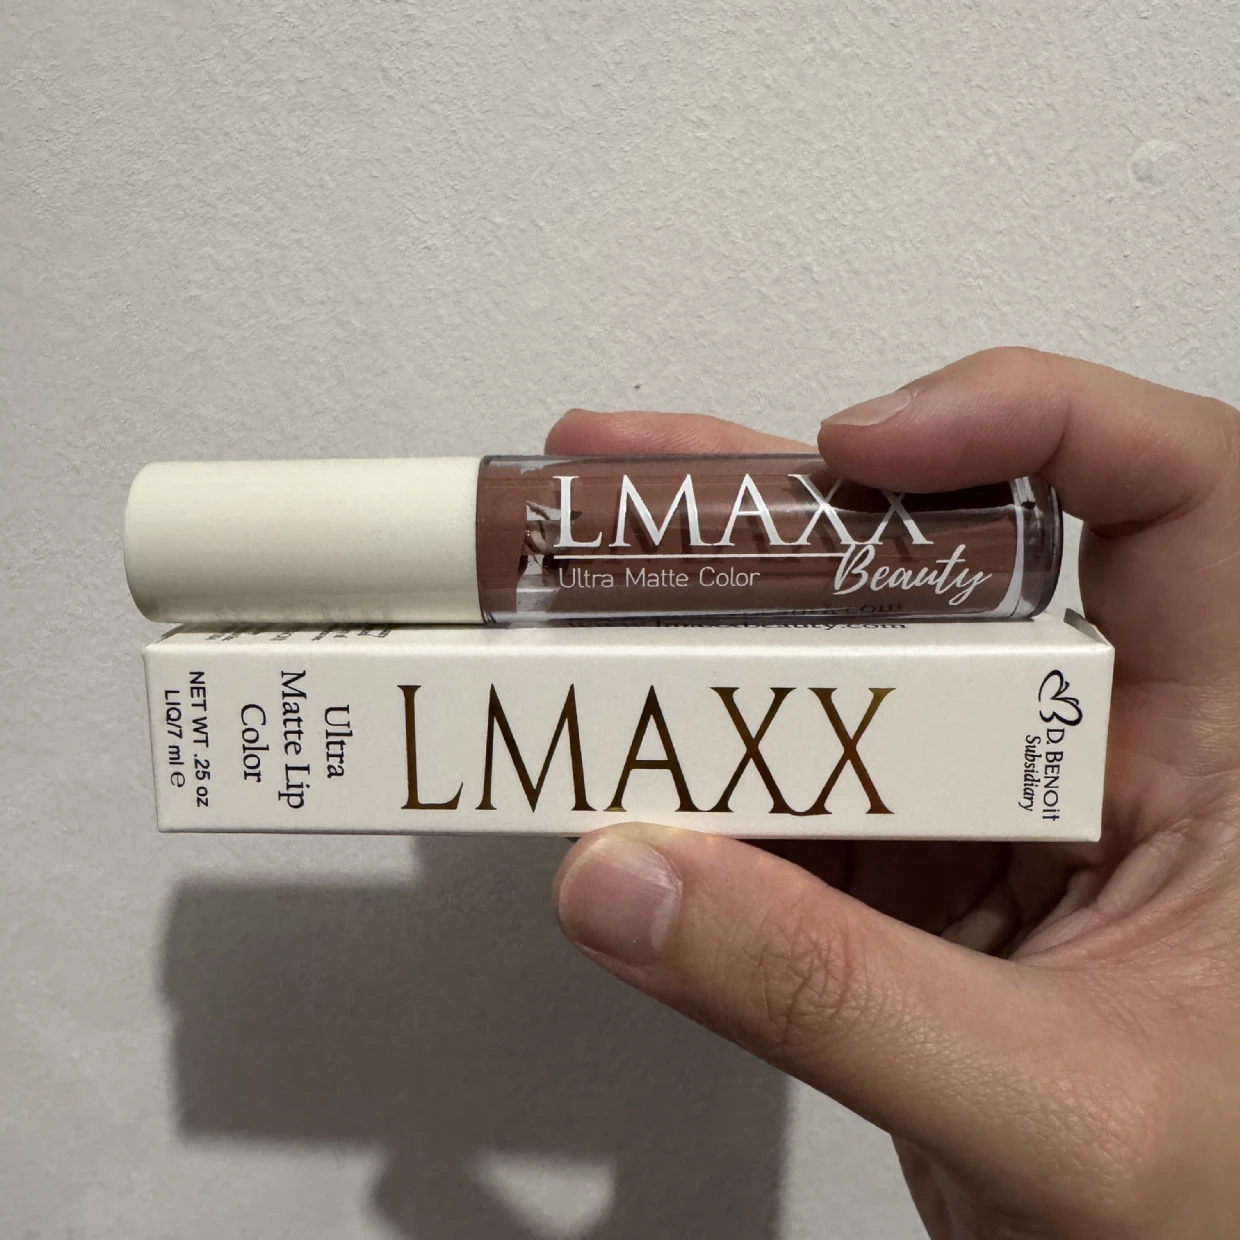 LMAXX
Beauty
Ultra Matte Color
LMAXX
Ultra
Matte Lip
Color
NET WT .25 oz
LIQ/7 ml ℮
D. BENOit
Subsidiary